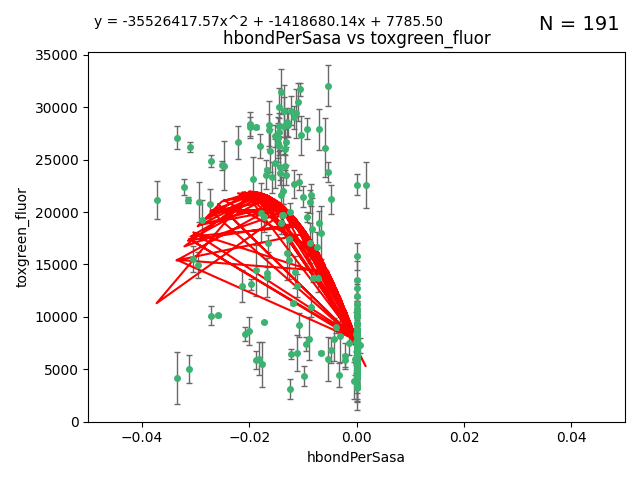 y = -35526417.57x^2 + -1418680.14x + 7785.50
N = 191
hbondPerSasa vs toxgreen_fluor
35000
30000
25000
20000
15000
10000
5000
0
toxgreen_fluor
−0.04
−0.02
0.00
0.02
0.04
hbondPerSasa